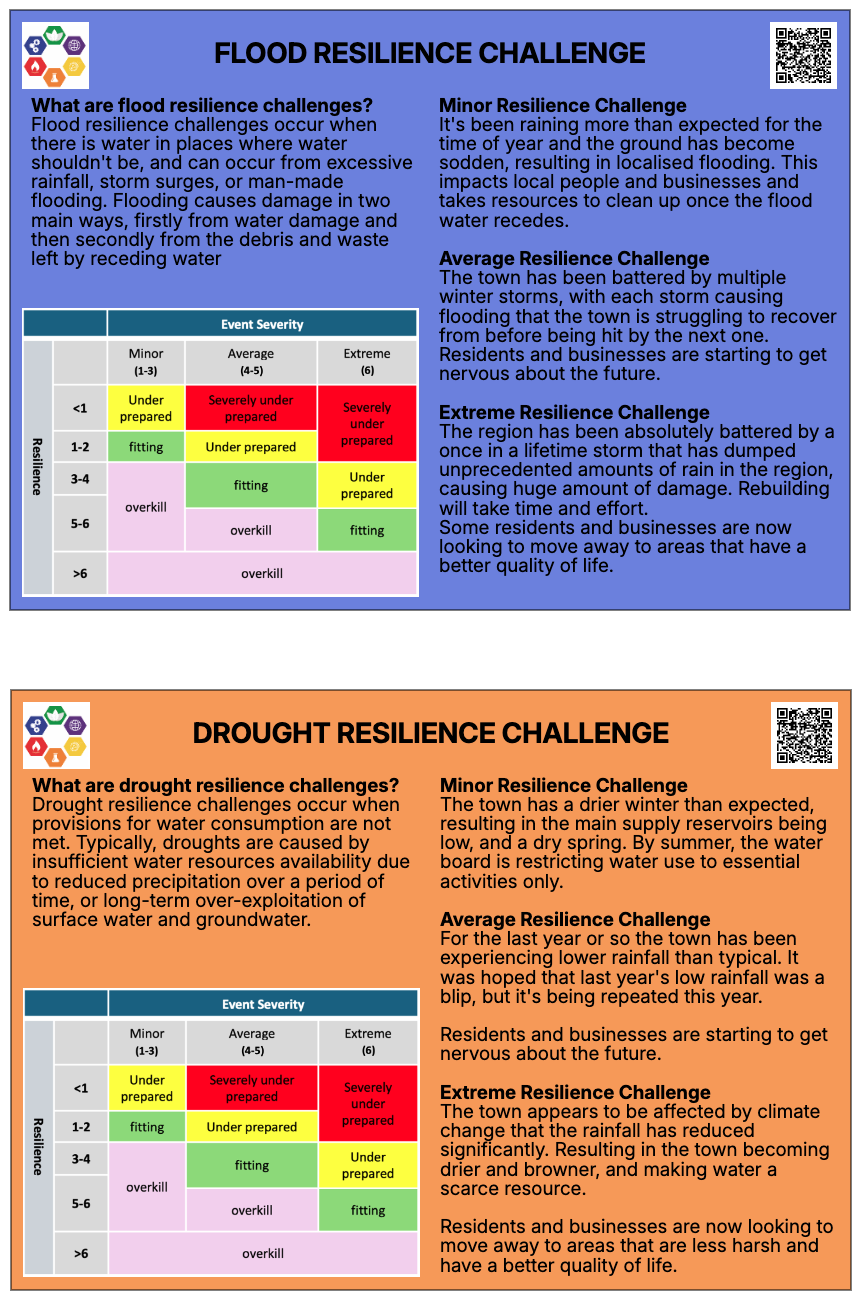 FLOOD RESILIENCE CHALLENGE
What are flood resilience challenges?
Flood resilience challenges occur when
there is water in places where water
shouldn't be, and can occur from excessive
rainfall, storm surges, or man-made
flooding. Flooding causes damage in two
main ways, firstly from water damage and
then secondly from the debris and waste
left by receding water
Event Severity
Minor Average Extreme
(1-3) (4-5) (6)
Resilience
<1 Under prepared Severely under prepared Severely under prepared
1-2 fitting Under prepared
3-4 overkill fitting Under prepared
5-6 overkill fitting
>6 overkill
Minor Resilience Challenge
It's been raining more than expected for the
time of year and the ground has become
sodden, resulting in localised flooding. This
impacts local people and businesses and
takes resources to clean up once the flood
water recedes.
Average Resilience Challenge
The town has been battered by multiple
winter storms, with each storm causing
flooding that the town is struggling to recover
from before being hit by the next one.
Residents and businesses are starting to get
nervous about the future.
Extreme Resilience Challenge
The region has been absolutely battered by a
once in a lifetime storm that has dumped
unprecedented amounts of rain in the region,
causing huge amount of damage. Rebuilding
will take time and effort.
Some residents and businesses are now
looking to move away to areas that have a
better quality of life.
DROUGHT RESILIENCE CHALLENGE
What are drought resilience challenges?
Drought resilience challenges occur when
provisions for water consumption are not
met. Typically, droughts are caused by
insufficient water resources availability due
to reduced precipitation over a period of
time, or long-term over-exploitation of
surface water and groundwater.
Event Severity
Minor Average Extreme
(1-3) (4-5) (6)
Resilience
<1 Under prepared Severely under prepared Severely under prepared
1-2 fitting Under prepared
3-4 overkill fitting Under prepared
5-6 overkill fitting
>6 overkill
Minor Resilience Challenge
The town has a drier winter than expected,
resulting in the main supply reservoirs being
low, and a dry spring. By summer, the water
board is restricting water use to essential
activities only.
Average Resilience Challenge
For the last year or so the town has been
experiencing lower rainfall than typical. It
was hoped that last year's low rainfall was a
blip, but it's being repeated this year.
Residents and businesses are starting to get
nervous about the future.
Extreme Resilience Challenge
The town appears to be affected by climate
change that the rainfall has reduced
significantly. Resulting in the town becoming
drier and browner, and making water a
scarce resource.
Residents and businesses are now looking to
move away to areas that are less harsh and
have a better quality of life.